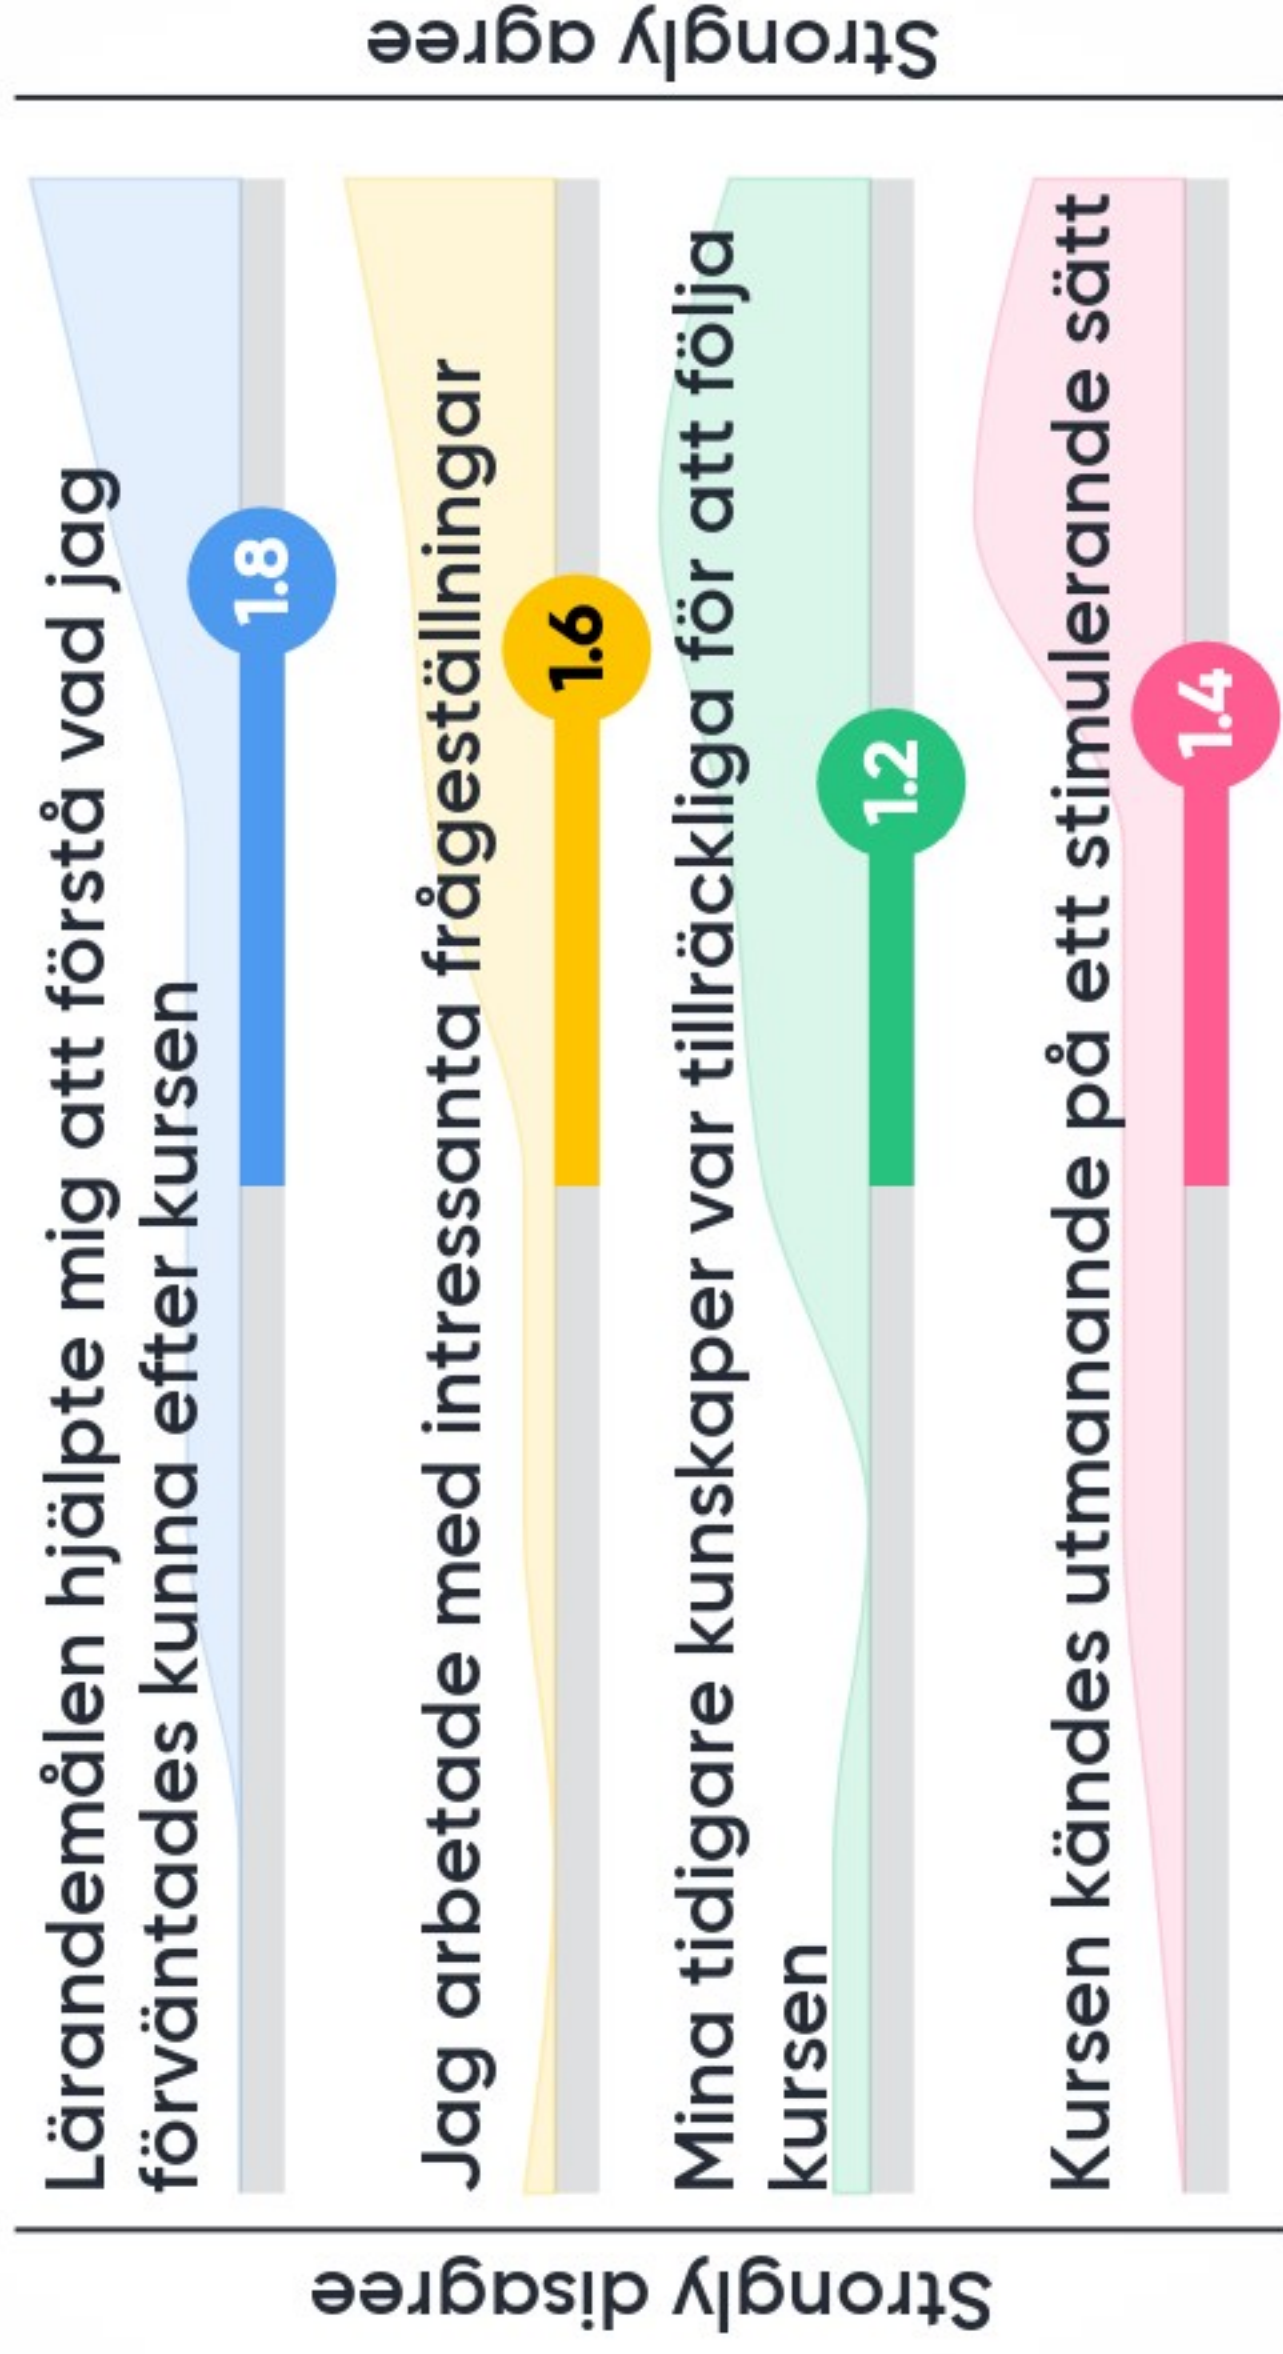 Strongly disagree
Lärandemålen hjälpte mig att förstå vad jag
förväntades kunna efter kursen
1.8
Jag arbetade med intressanta frågeställningar
1.6
Mina tidigare kunskaper var tillräckliga för att följa
kursen
1.2
Kursen kändes utmanande på ett stimulerande sätt
1.4
Strongly agree